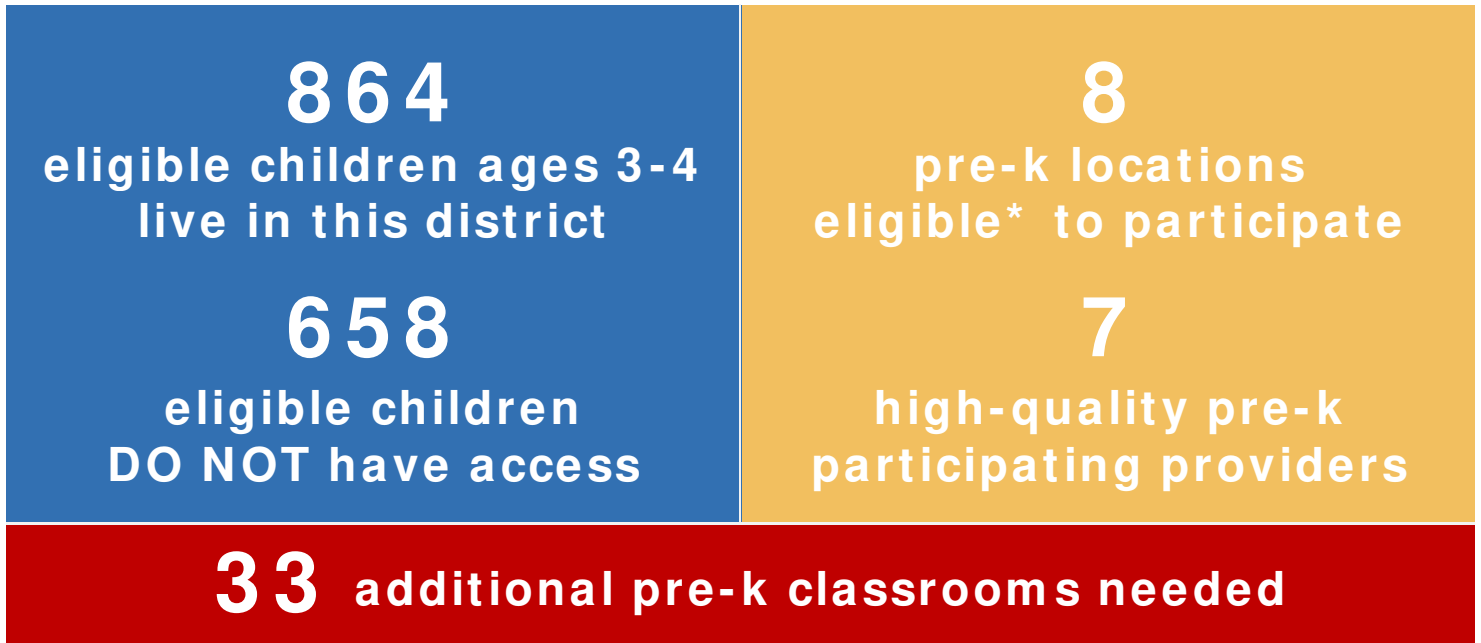 864
eligible children ages 3-4
live in this district
658
eligible children
DO NOT have access
8
pre-k locations
eligible* to participate
7
high-quality pre-k
participating providers
33 additional pre-k classrooms needed